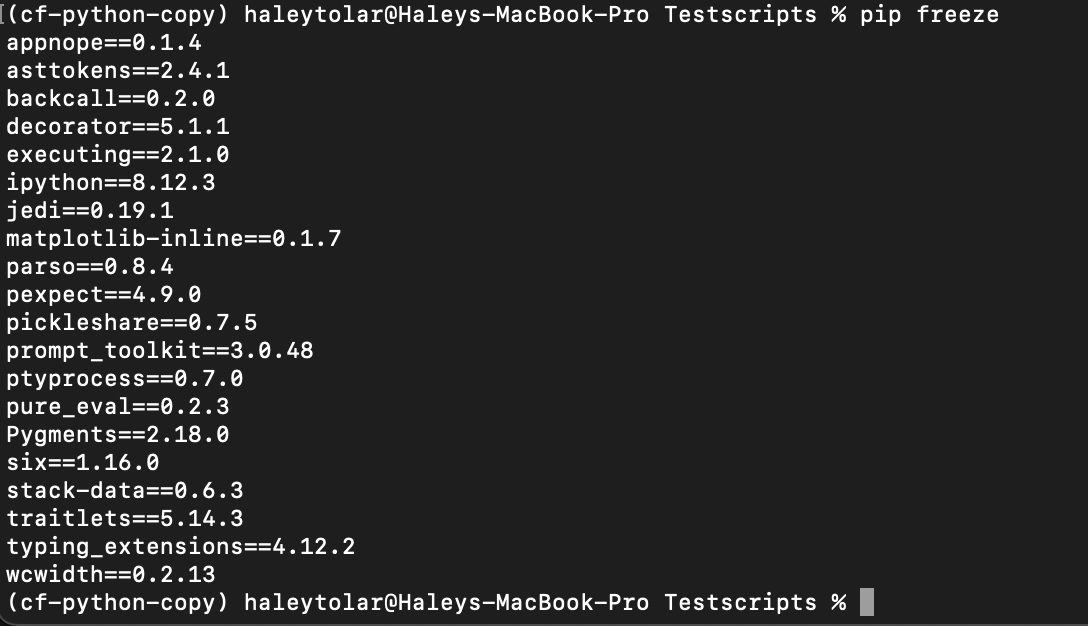 (cf-python-copy) haleytolar@Haleys-MacBook-Pro Testscripts % pip freeze
appnope==0.1.4
asttokens==2.4.1
backcall==0.2.0
decorator==5.1.1
executing==2.1.0
ipython==8.12.3
jedi==0.19.1
matplotlib-inline==0.1.7
parso==0.8.4
pexpect==4.9.0
pickleshare==0.7.5
prompt_toolkit==3.0.48
ptyprocess==0.7.0
pure_eval==0.2.3
Pygments==2.18.0
six==1.16.0
stack-data==0.6.3
traitlets==5.14.3
typing_extensions==4.12.2
wcwidth==0.2.13
(cf-python-copy) haleytolar@Haleys-MacBook-Pro Testscripts %